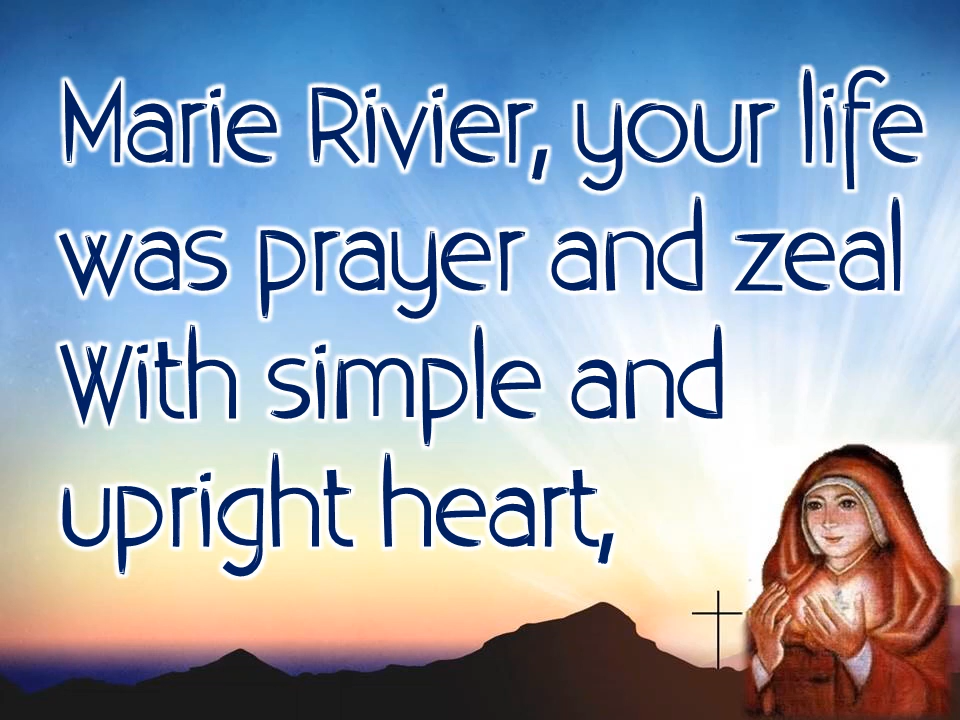 Marie Rivier, your life
was prayer and zeal
With simple and
upright heart,